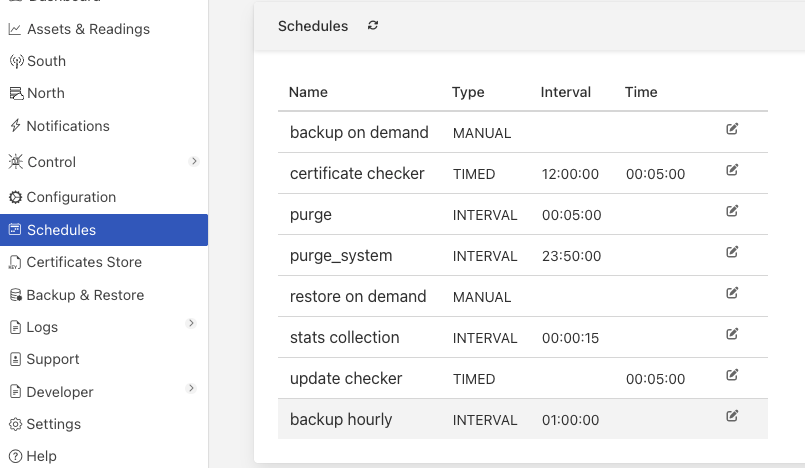 Dashboard
Assets & Readings
South
North
Notifications
Control
Configuration
Schedules
Certificates Store
Backup & Restore
Logs
Support
Developer
Settings
Help
Schedules
Name Type Interval Time
backup on demand MANUAL
certificate checker TIMED 12:00:00 00:05:00
purge INTERVAL 00:05:00
purge_system INTERVAL 23:50:00
restore on demand MANUAL
stats collection INTERVAL 00:00:15
update checker TIMED 00:05:00
backup hourly INTERVAL 01:00:00